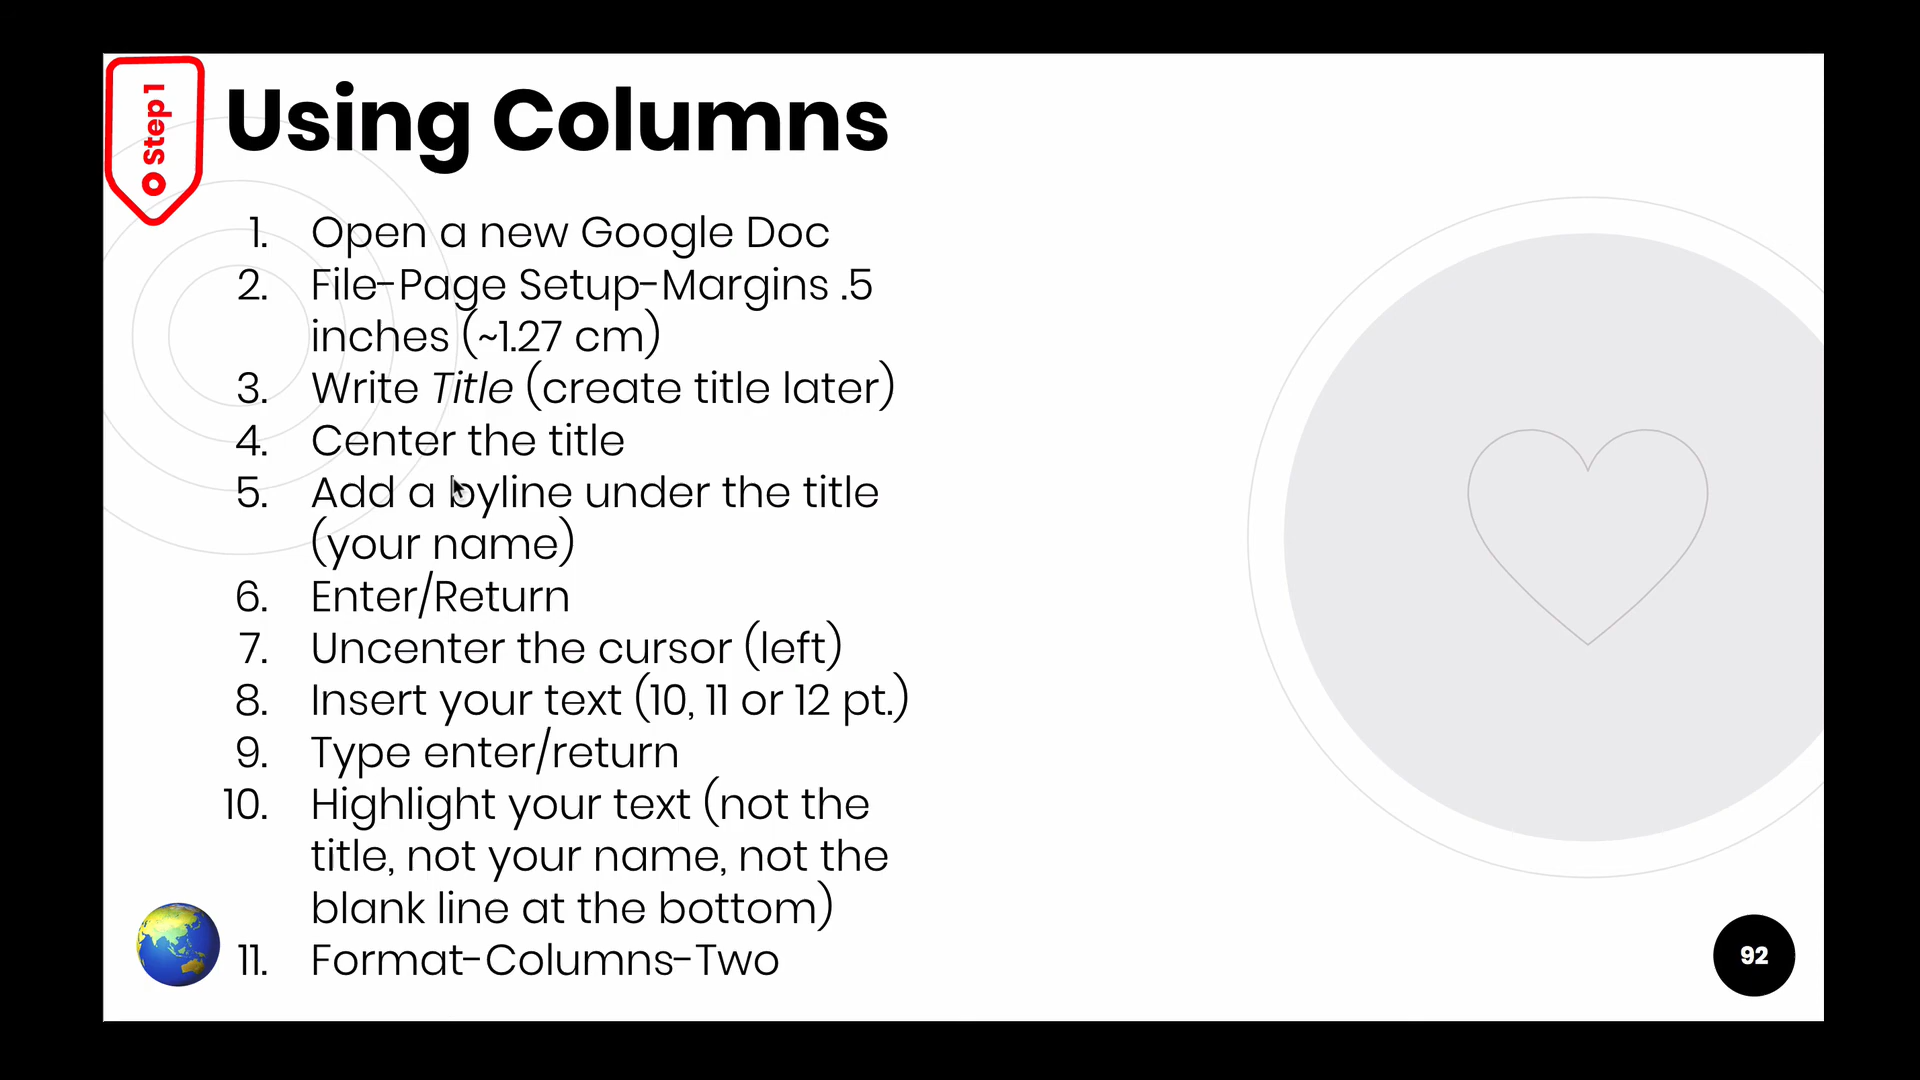 Step 1
Using Columns
1. Open a new Google Doc
2. File-Page Setup-Margins .5
inches (~1.27 cm)
3. Write Title (create title later)
4. Center the title
5. Add a byline under the title
(your name)
6. Enter/Return
7. Uncenter the cursor (left)
8. Insert your text (10, 11 or 12 pt.)
9. Type enter/return
10. Highlight your text (not the
title, not your name, not the
blank line at the bottom)
11. Format-Columns-Two
92